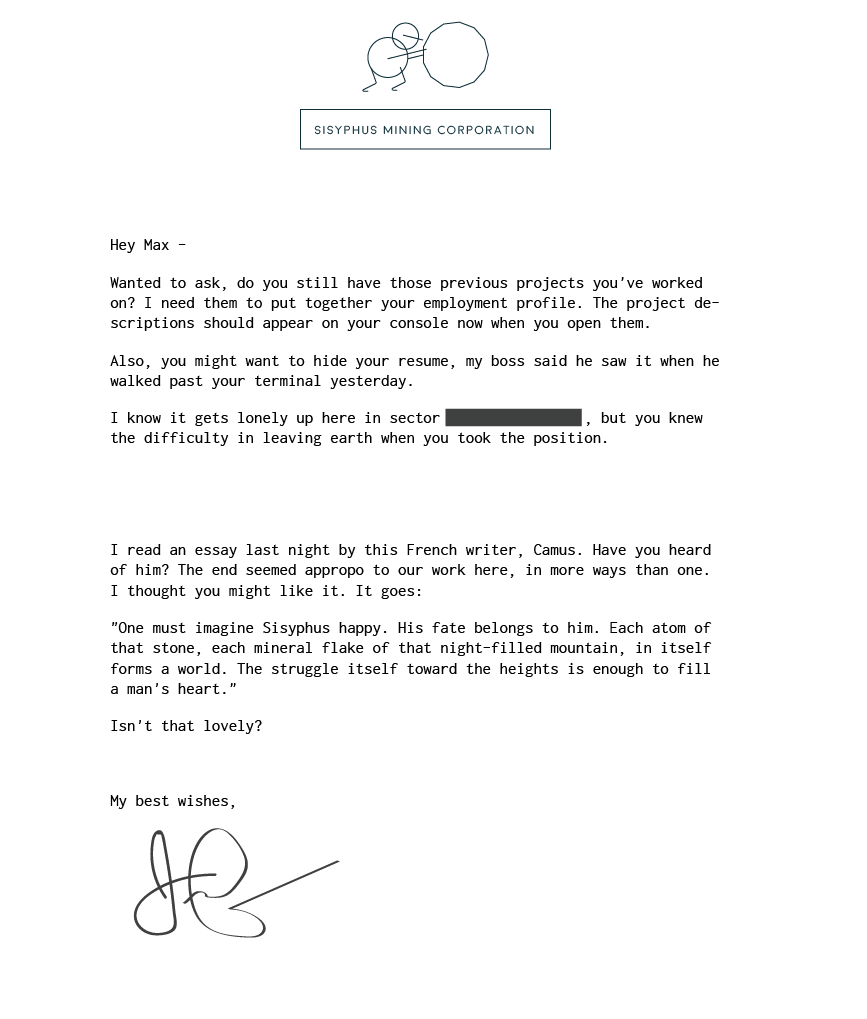 SISYPHUS MINING CORPORATION
Hey Max –
Wanted to ask, do you still have those previous projects you've worked
on? I need them to put together your employment profile. The project de-
scriptions should appear on your console now when you open them.
Also, you might want to hide your resume, my boss said he saw it when he
walked past your terminal yesterday.
I know it gets lonely up here in sector , but you knew
the difficulty in leaving earth when you took the position.
I read an essay last night by this French writer, Camus. Have you heard
of him? The end seemed appropo to our work here, in more ways than one.
I thought you might like it. It goes:
"One must imagine Sisyphus happy. His fate belongs to him. Each atom of
that stone, each mineral flake of that night-filled mountain, in itself
forms a world. The struggle itself toward the heights is enough to fill
a man's heart."
Isn't that lovely?
My best wishes,